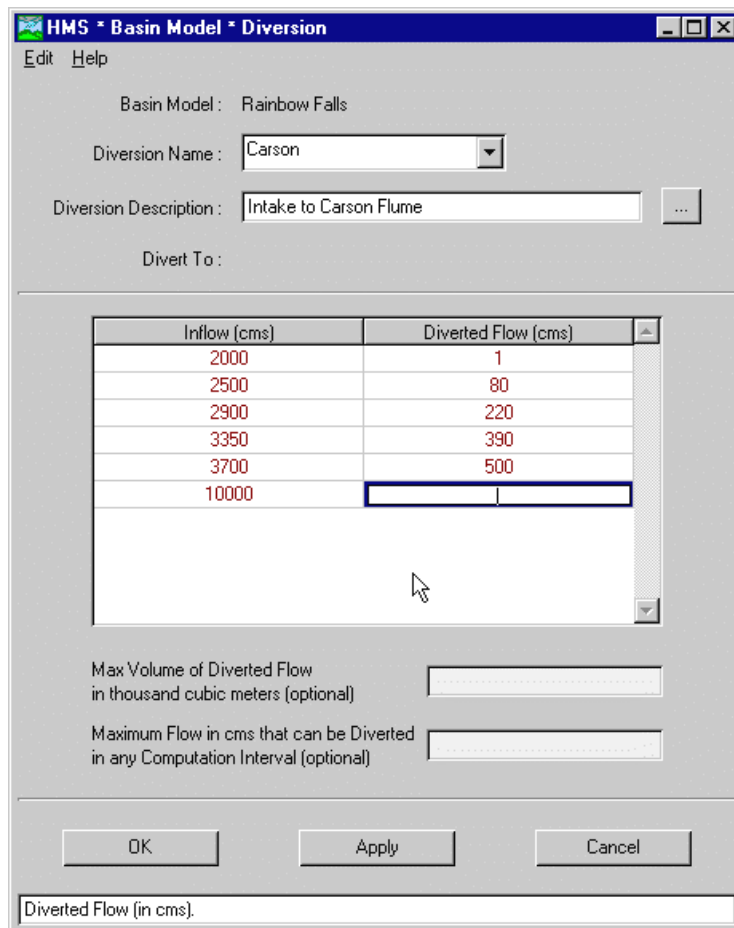 HMS * Basin Model * Diversion
Edit Help
Basin Model : Rainbow Falls
Diversion Name : Carson
Diversion Description : Intake to Carson Flume ...
Divert To :
Inflow (cms) Diverted Flow (cms)
2000 1
2500 80
2900 220
3350 390
3700 500
10000
Max Volume of Diverted Flow
in thousand cubic meters (optional)
Maximum Flow in cms that can be Diverted
in any Computation Interval (optional)
OK Apply Cancel
Diverted Flow (in cms).